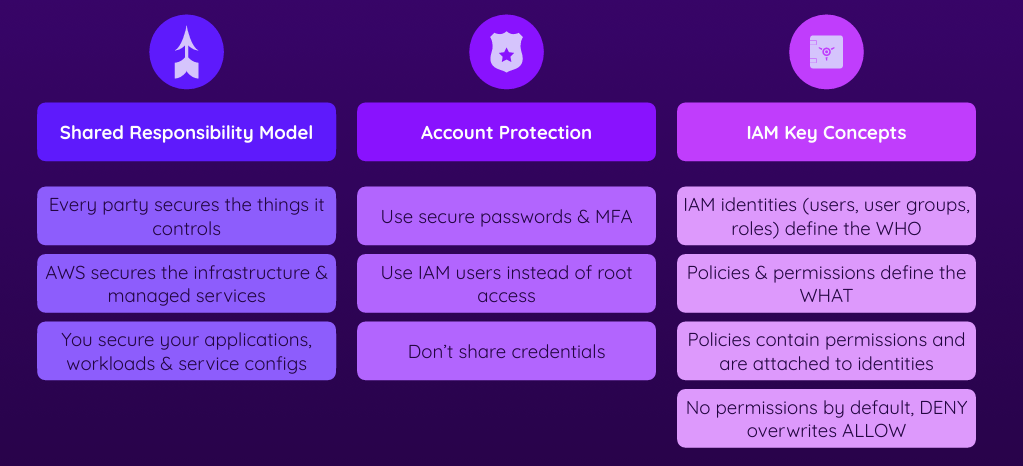 Shared Responsibility Model
Every party secures the things it
controls
AWS secures the infrastructure &
managed services
You secure your applications,
workloads & service configs
Account Protection
Use secure passwords & MFA
Use IAM users instead of root
access
Don't share credentials
IAM Key Concepts
IAM identities (users, user groups,
roles) define the WHO
Policies & permissions define the
WHAT
Policies contain permissions and
are attached to identities
No permissions by default, DENY
overwrites ALLOW